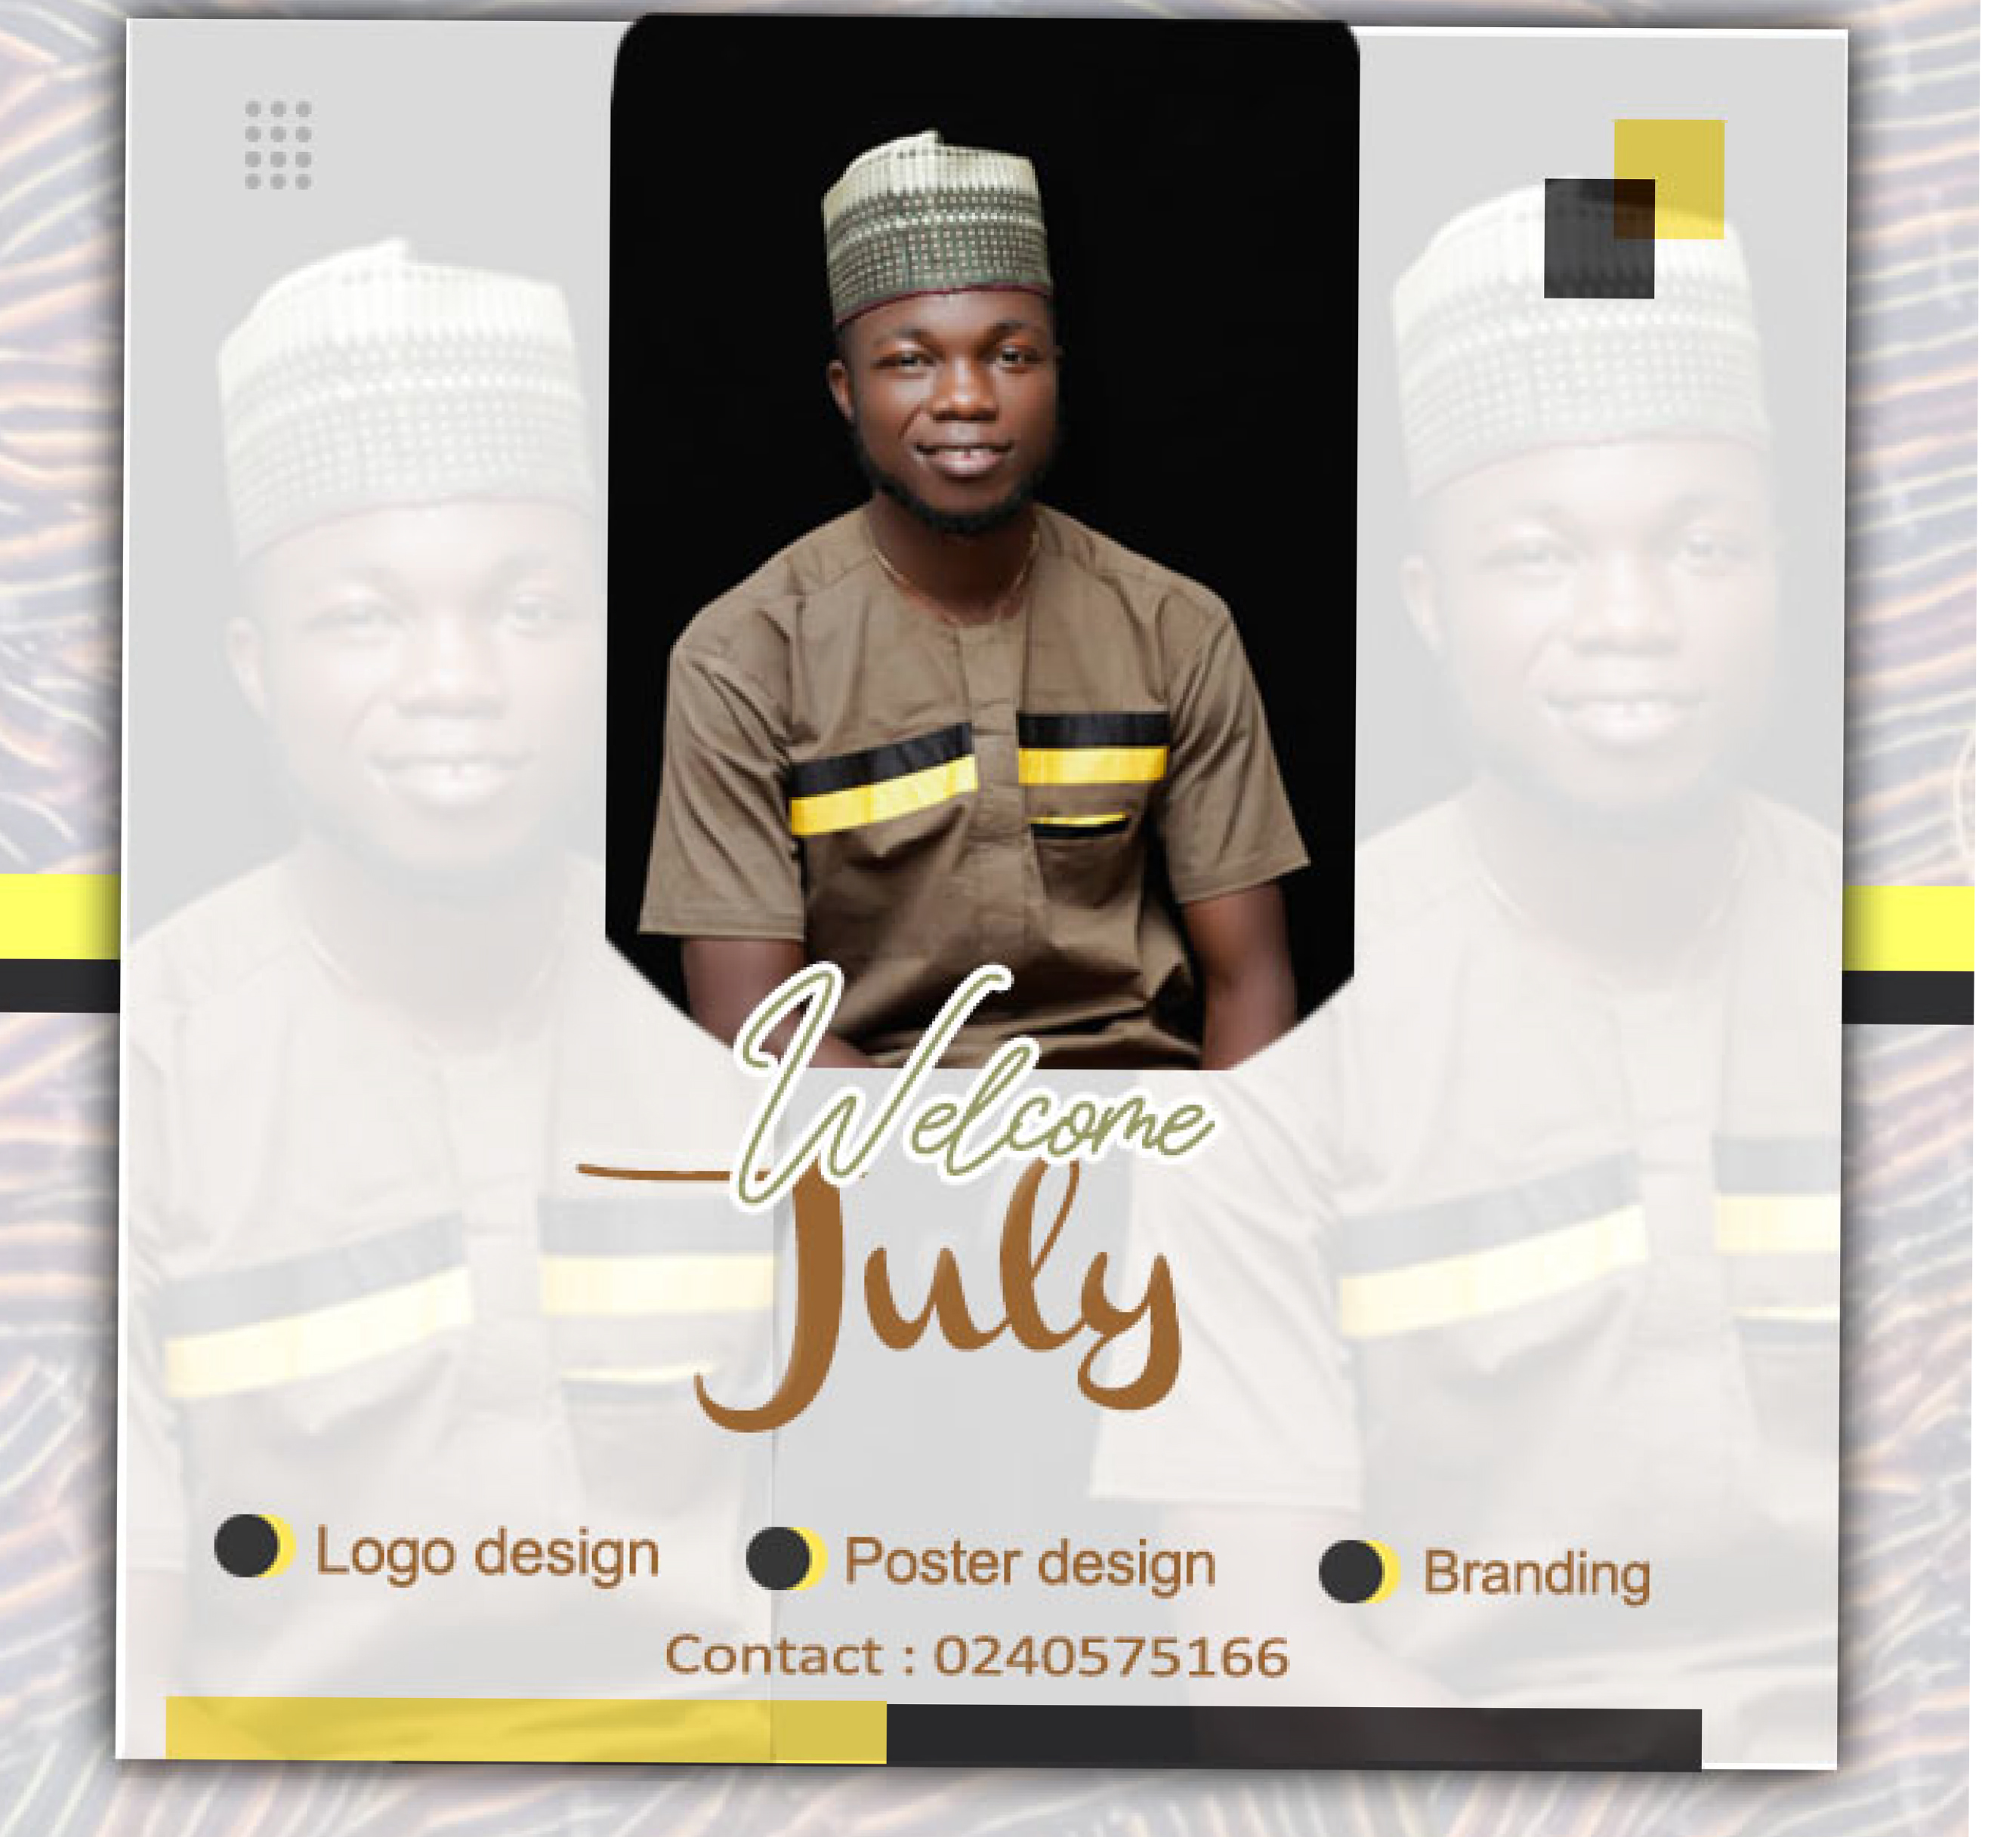 Welcome
July
Logo design
Poster design
Branding
Contact : 0240575166